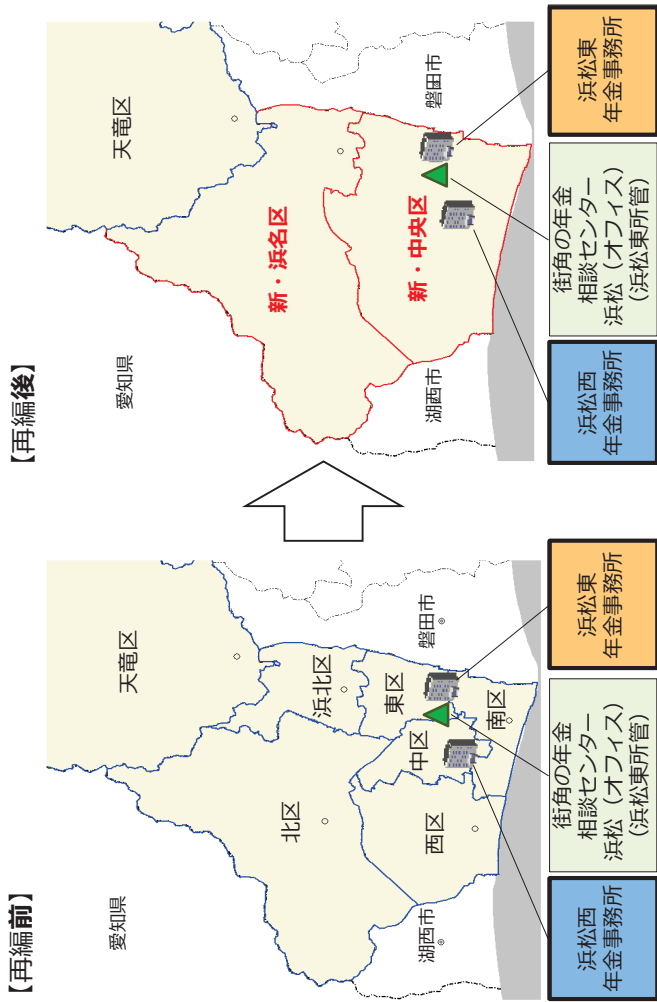 【再編前】
愛知県
天竜区
北区
浜北区
東区
中区
西区
南区
湖西市
磐田市
浜松西
年金事務所
街角の年金
相談センター
浜松（オフィス）
（浜松東所管）
浜松東
年金事務所
【再編後】
愛知県
天竜区
新・浜名区
新・中央区
湖西市
磐田市
浜松西
年金事務所
街角の年金
相談センター
浜松（オフィス）
（浜松東所管）
浜松東
年金事務所